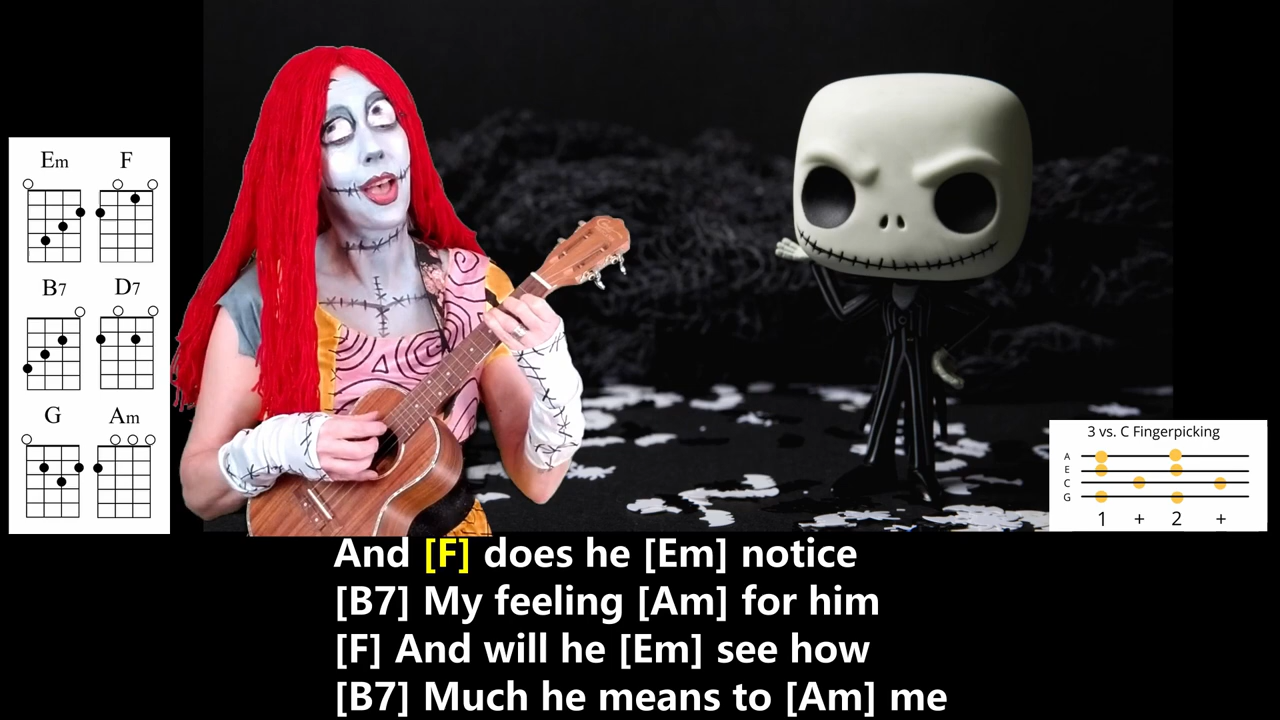 Em F
B7 D7
G Am
3 vs. C Fingerpicking
A
E
C
G
1 + 2 +
And [F] does he [Em] notice
[B7] My feeling [Am] for him
[F] And will he [Em] see how
[B7] Much he means to [Am] me